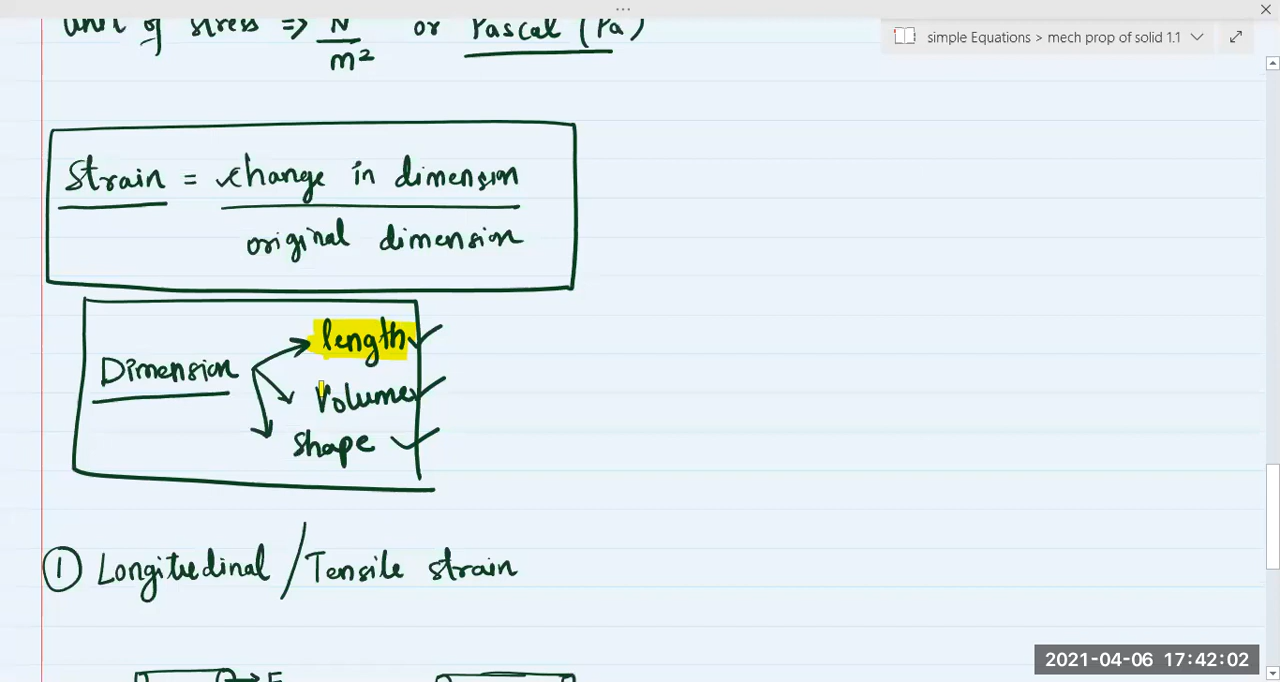 ...
simple Equations > mech prop of solid 1.1
unit of stress => N/m² or Pascal (Pa)
Strain = change in dimension
original dimension
length
Dimension
Volume
shape
① Longitudinal / Tensile strain
F
2021-04-06 17:42:02